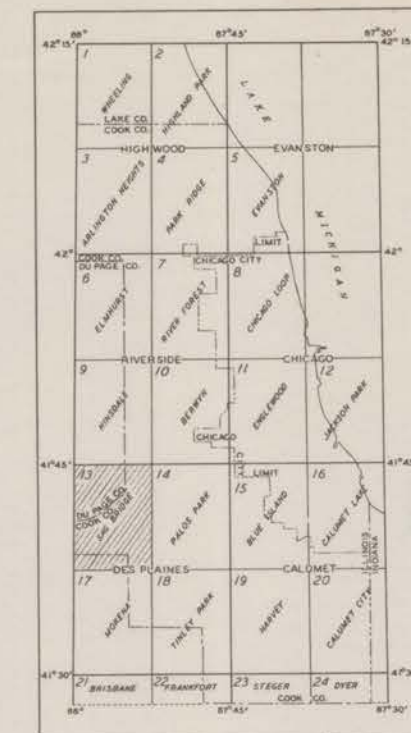 88° 87°45' 87°30'
42°15' 42°15'
1 2
WHEELING
HIGHLAND PARK
LAKE
LAKE CO.
COOK CO.
HIGHWOOD EVANSTON
3 4 5
ARLINGTON HEIGHTS
PARK RIDGE
EVANSTON
MICHIGAN
LIMIT
42° 42°
COOK CO.
DU PAGE CO.
CHICAGO CITY
6 7 8
ELMHURST
RIVER FOREST
CHICAGO LOOP
RIVERSIDE CHICAGO
9 10 11 12
HINSDALE
BERWYN
ENGLEWOOD
JACKSON PARK
CHICAGO
CITY
LIMIT
41°45' 41°45'
13 14 15 16
DU PAGE CO.
COOK CO.
SAG BRIDGE
PALOS PARK
BLUE ISLAND
CALUMET LAKE
ILLINOIS
INDIANA
DES PLAINES CALUMET
17 18 19 20
MOKENA
TINLEY PARK
HARVEY
CALUMET CITY
41°30' 41°30'
21 BRISBANE 22 FRANKFORT 23 STEGER 24 DYER
COOK CO.
88° 87°45' 87°30'